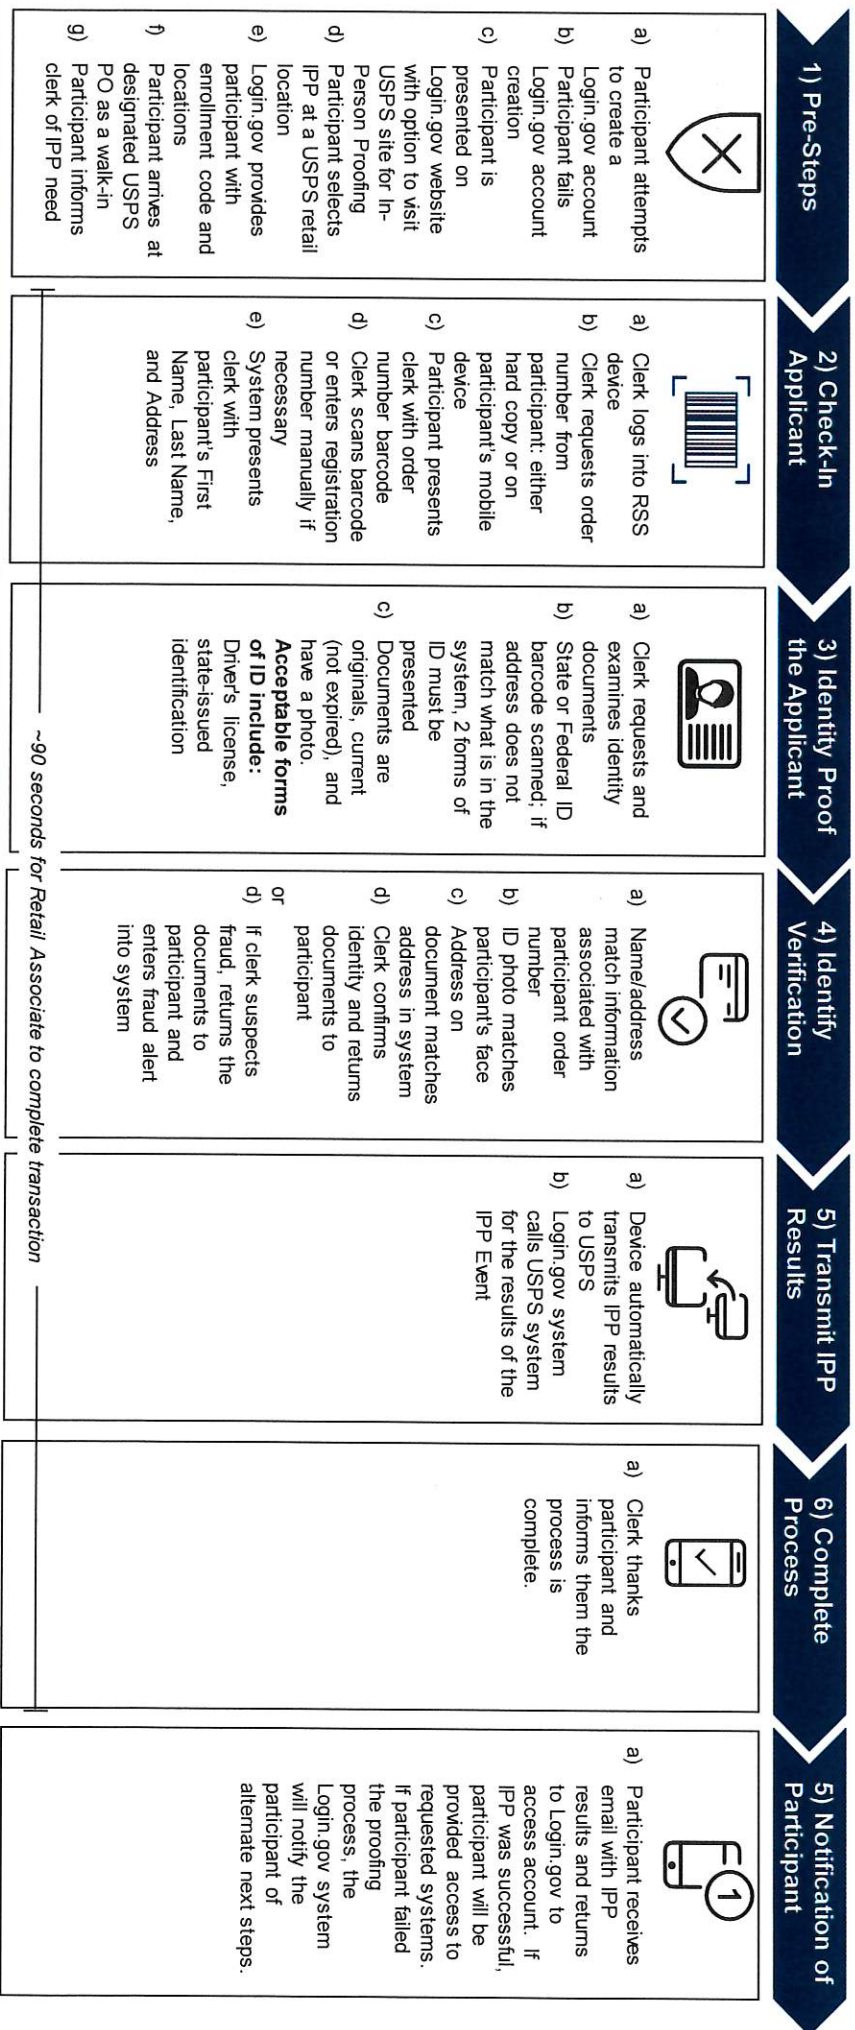 1) Pre-Steps
a) Participant attempts
to create a
Login.gov account
b) Participant fails
Login.gov account
creation
c) Participant is
presented on
Login.gov website
with option to visit
USPS site for In-
Person Proofing
d) Participant selects
IPP at a USPS retail
location
e) Login.gov provides
participant with
enrollment code and
locations
f) Participant arrives at
designated USPS
PO as a walk-in
g) Participant informs
clerk of IPP need
2) Check-In
Applicant
a) Clerk logs into RSS
device
b) Clerk requests order
number from
participant: either
hard copy or on
participant's mobile
device
c) Participant presents
clerk with order
number barcode
d) Clerk scans barcode
or enters registration
number manually if
necessary
e) System presents
clerk with
participant's First
Name, Last Name,
and Address
3) Identity Proof
the Applicant
a) Clerk requests and
examines identity
documents
b) State or Federal ID
barcode scanned; if
address does not
match what is in the
system, 2 forms of
ID must be
presented
c) Documents are
originals, current
(not expired), and
have a photo.
Acceptable forms
of ID include:
Driver's license,
state-issued
identification
4) Identify
Verification
a) Name/address
match information
associated with
participant order
number
b) ID photo matches
participant's face
c) Address on
document matches
address in system
d) Clerk confirms
identity and returns
documents to
participant
or
d) If clerk suspects
fraud, returns the
documents to
participant and
enters fraud alert
into system
5) Transmit IPP
Results
a) Device automatically
transmits IPP results
to USPS
b) Login.gov system
calls USPS system
for the results of the
IPP Event
6) Complete
Process
a) Clerk thanks
participant and
informs them the
process is
complete.
5) Notification of
Participant
1
a) Participant receives
email with IPP
results and returns
to Login.gov to
access account. If
IPP was successful,
participant will be
provided access to
requested systems.
If participant failed
the proofing
process, the
Login.gov system
will notify the
participant of
alternate next steps.
~90 seconds for Retail Associate to complete transaction